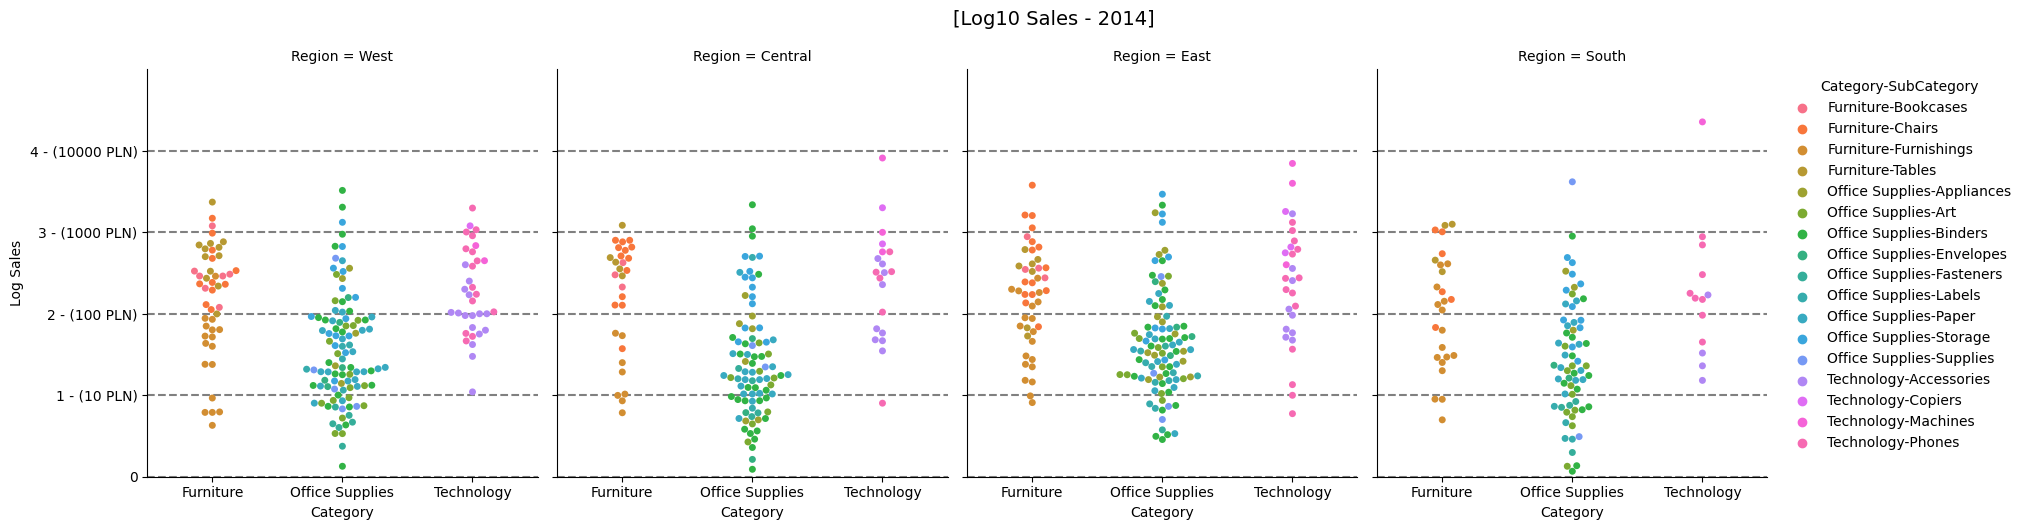 [Log10 Sales - 2014]
Region = West
Region = Central
Region = East
Region = South
Log Sales
4 - (10000 PLN)
3 - (1000 PLN)
2 - (100 PLN)
1 - (10 PLN)
0
Furniture
Office Supplies
Technology
Category
Furniture
Office Supplies
Technology
Category
Furniture
Office Supplies
Technology
Category
Furniture
Office Supplies
Technology
Category
Category-SubCategory
Furniture-Bookcases
Furniture-Chairs
Furniture-Furnishings
Furniture-Tables
Office Supplies-Appliances
Office Supplies-Art
Office Supplies-Binders
Office Supplies-Envelopes
Office Supplies-Fasteners
Office Supplies-Labels
Office Supplies-Paper
Office Supplies-Storage
Office Supplies-Supplies
Technology-Accessories
Technology-Copiers
Technology-Machines
Technology-Phones